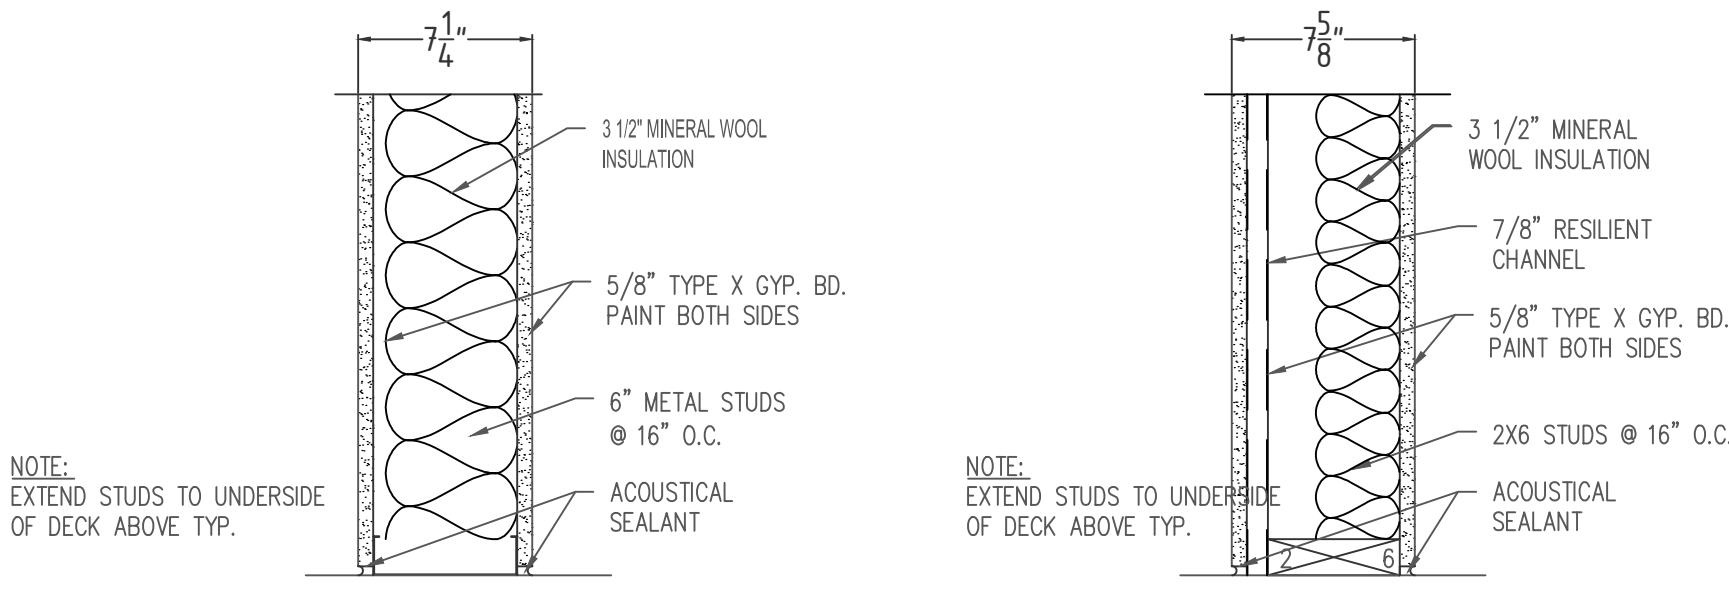 7 1/4"
3 1/2" MINERAL WOOL
INSULATION
5/8" TYPE X GYP. BD.
PAINT BOTH SIDES
6" METAL STUDS
@ 16" O.C.
NOTE:
EXTEND STUDS TO UNDERSIDE
OF DECK ABOVE TYP.
ACOUSTICAL
SEALANT
7 5/8"
3 1/2" MINERAL
WOOL INSULATION
7/8" RESILIENT
CHANNEL
5/8" TYPE X GYP. BD.
PAINT BOTH SIDES
2X6 STUDS @ 16" O.C.
NOTE:
EXTEND STUDS TO UNDERSIDE
OF DECK ABOVE TYP.
ACOUSTICAL
SEALANT
2 6